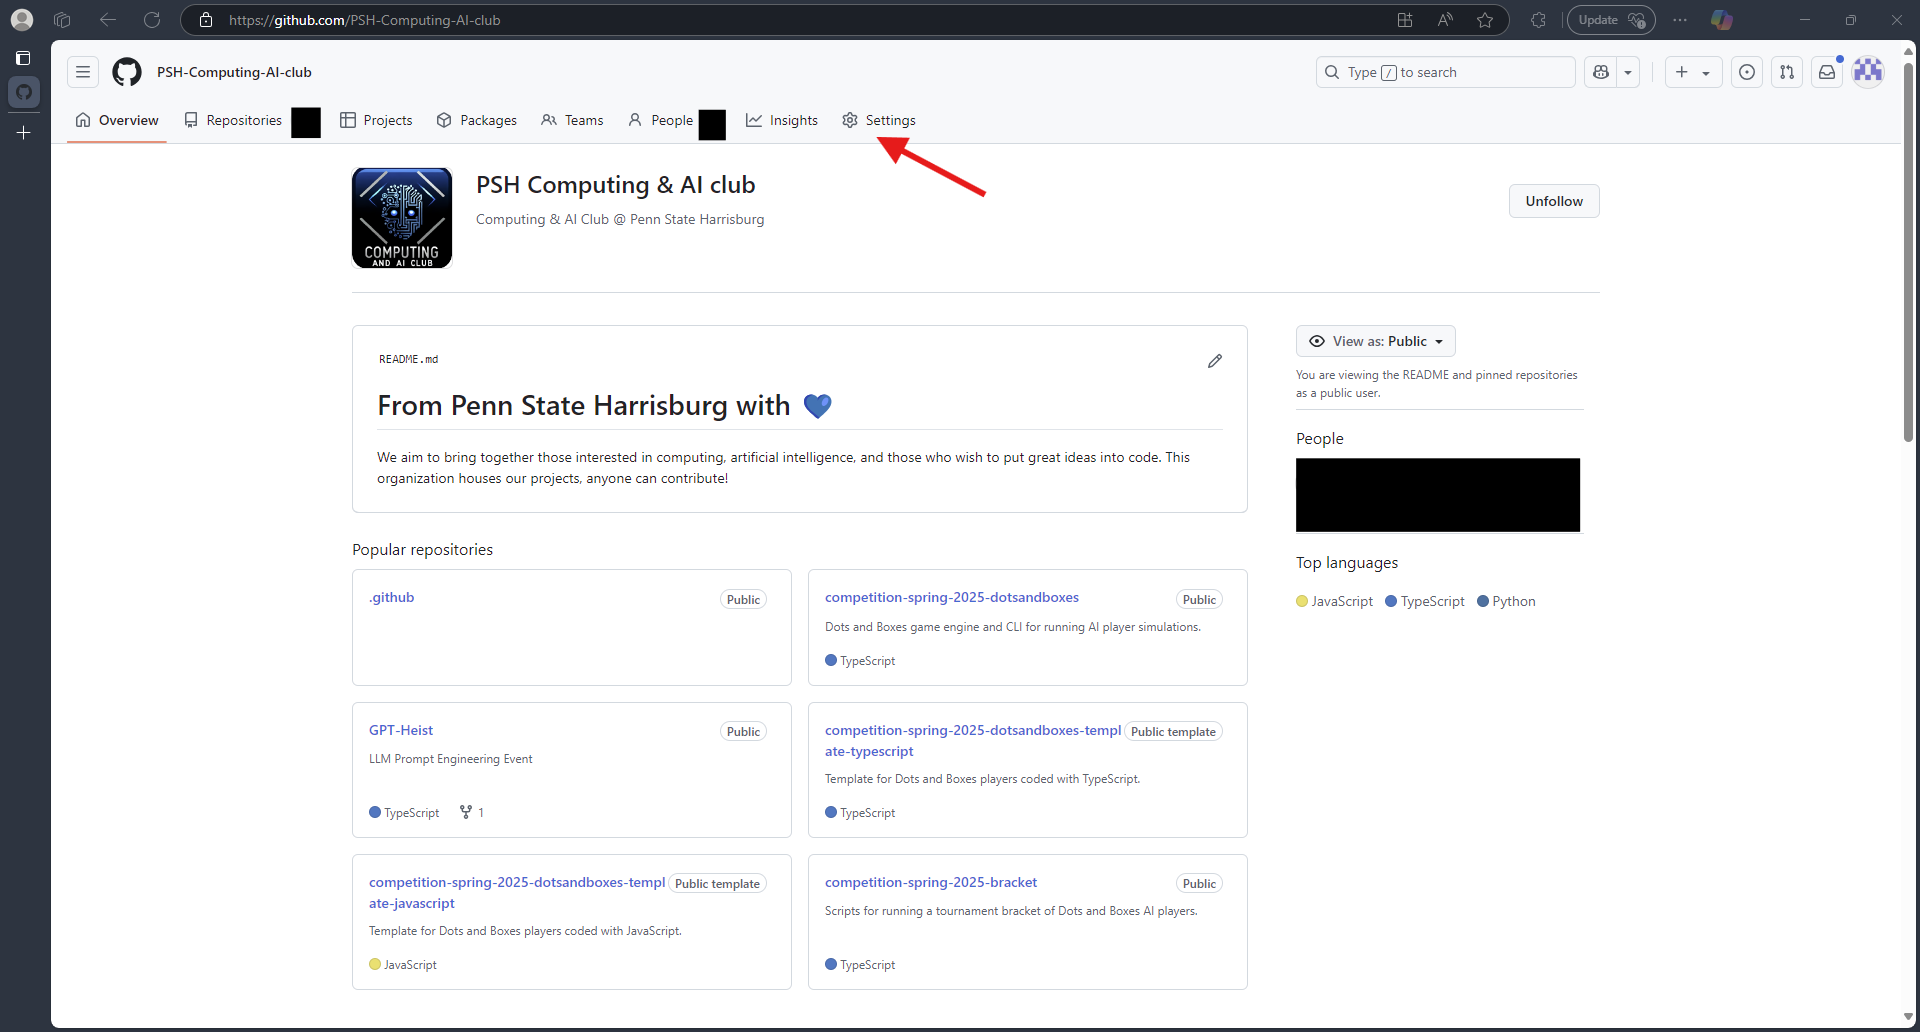 https://github.com/PSH-Computing-AI-club
Update
PSH-Computing-AI-club
Type / to search
Overview
Repositories
Projects
Packages
Teams
People
Insights
Settings
COMPUTING
AND AI CLUB
PSH Computing & AI club
Computing & AI Club @ Penn State Harrisburg
Unfollow
README.md
From Penn State Harrisburg with 💙
We aim to bring together those interested in computing, artificial intelligence, and those who wish to put great ideas into code. This
organization houses our projects, anyone can contribute!
View as: Public
You are viewing the README and pinned repositories
as a public user.
People
Top languages
JavaScript TypeScript Python
Popular repositories
.github
Public
competition-spring-2025-dotsandboxes
Public
Dots and Boxes game engine and CLI for running AI player simulations.
TypeScript
GPT-Heist
Public
LLM Prompt Engineering Event
TypeScript 1
competition-spring-2025-dotsandboxes-templ
ate-typescript
Public template
Template for Dots and Boxes players coded with TypeScript.
TypeScript
competition-spring-2025-dotsandboxes-templ
ate-javascript
Public template
Template for Dots and Boxes players coded with JavaScript.
JavaScript
competition-spring-2025-bracket
Public
Scripts for running a tournament bracket of Dots and Boxes AI players.
TypeScript